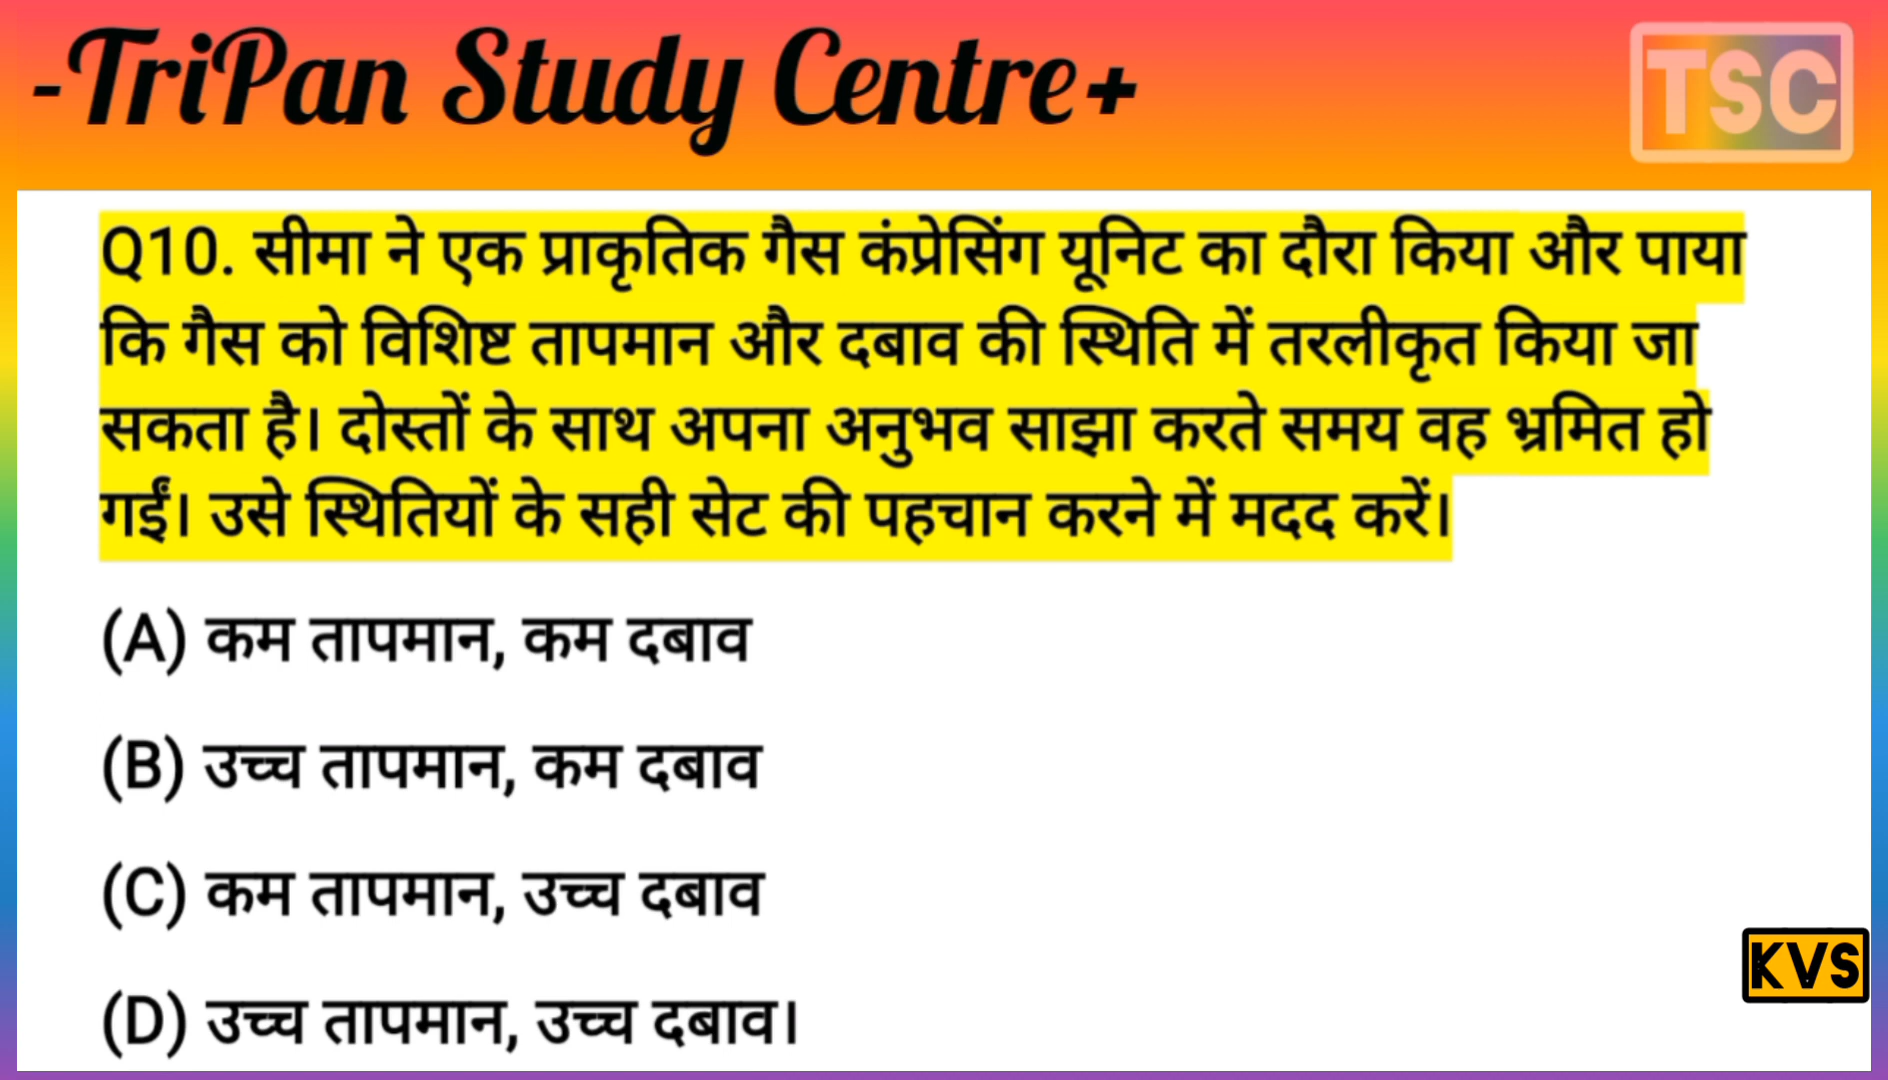 -TriPan Study Centre+
TSC
Q10. सीमा ने एक प्राकृतिक गैस कंप्रेसिंग यूनिट का दौरा किया और पाया
कि गैस को विशिष्ट तापमान और दबाव की स्थिति में तरलीकृत किया जा
सकता है। दोस्तों के साथ अपना अनुभव साझा करते समय वह भ्रमित हो
गईं। उसे स्थितियों के सही सेट की पहचान करने में मदद करें।
(A) कम तापमान, कम दबाव
(B) उच्च तापमान, कम दबाव
(C) कम तापमान, उच्च दबाव
KVS
(D) उच्च तापमान, उच्च दबाव।